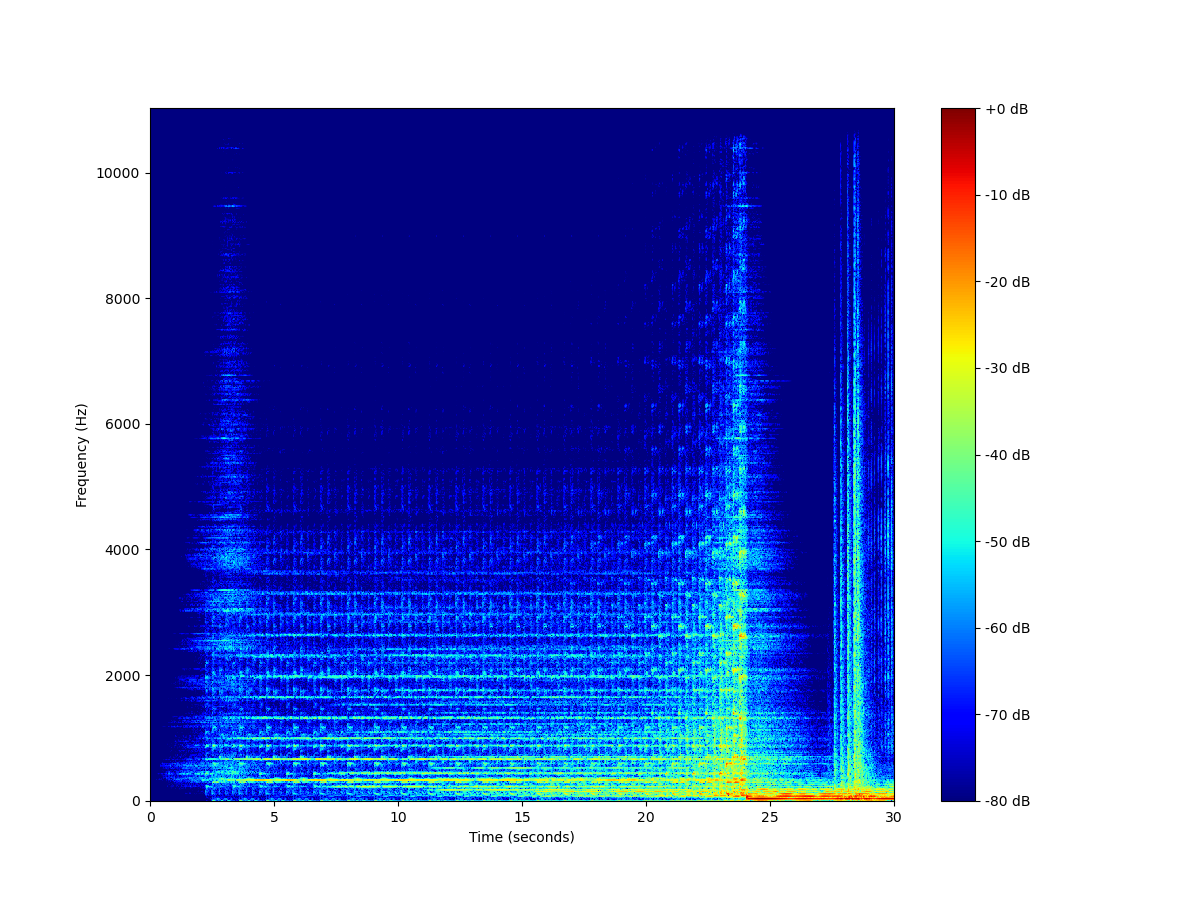 +0 dB
10000
-10 dB
-20 dB
8000
-30 dB
6000
Frequency (Hz)
-40 dB
4000
-50 dB
-60 dB
2000
-70 dB
0
-80 dB
0 5 10 15 20 25 30
Time (seconds)